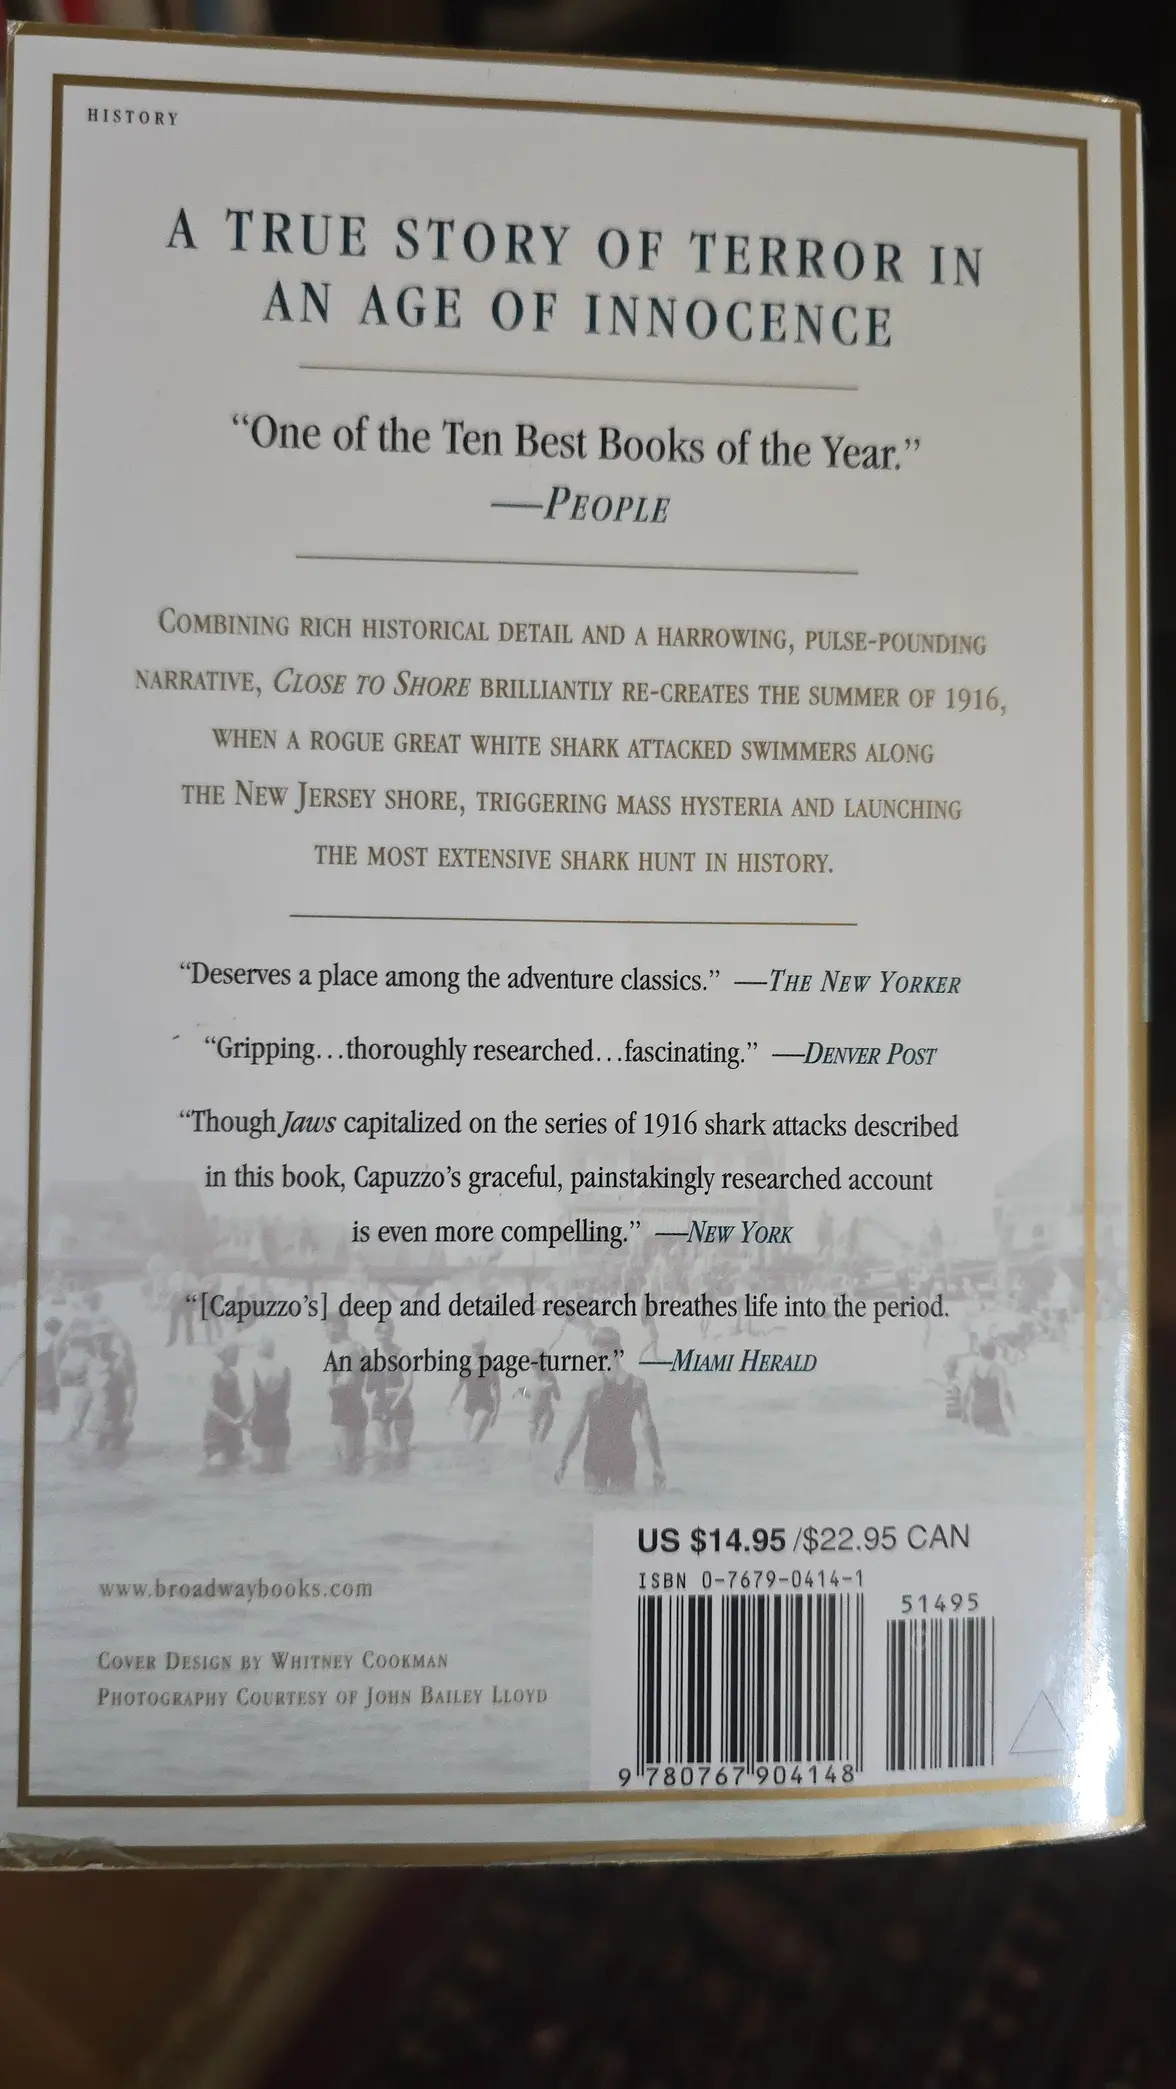 HISTORY
A TRUE STORY OF TERROR IN
AN AGE OF INNOCENCE
“One of the Ten Best Books of the Year.”
—PEOPLE
COMBINING RICH HISTORICAL DETAIL AND A HARROWING, PULSE-POUNDING
NARRATIVE, CLOSE TO SHORE BRILLIANTLY RE-CREATES THE SUMMER OF 1916,
WHEN A ROGUE GREAT WHITE SHARK ATTACKED SWIMMERS ALONG
THE NEW JERSEY SHORE, TRIGGERING MASS HYSTERIA AND LAUNCHING
THE MOST EXTENSIVE SHARK HUNT IN HISTORY.
“Deserves a place among the adventure classics.” —THE NEW YORKER
“Gripping...thoroughly researched...fascinating.” —DENVER POST
“Though Jaws capitalized on the series of 1916 shark attacks described
in this book, Capuzzo’s graceful, painstakingly researched account
is even more compelling.” —NEW YORK
“[Capuzzo’s] deep and detailed research breathes life into the period.
An absorbing page-turner.” —MIAMI HERALD
www.broadwaybooks.com
COVER DESIGN BY WHITNEY COOKMAN
PHOTOGRAPHY COURTESY OF JOHN BAILEY LLOYD
US $14.95/$22.95 CAN
ISBN 0-7679-0414-1
51495
9 780767 904148